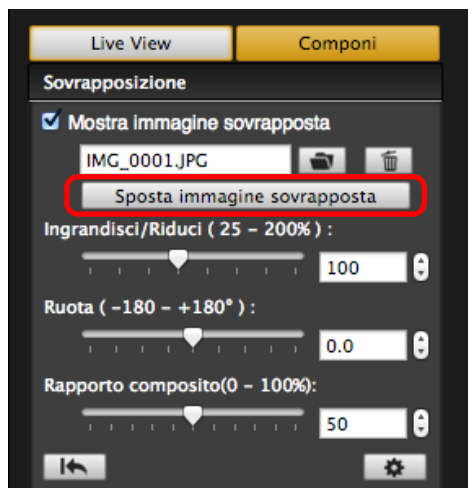 Live View Componi
Sovrapposizione
Mostra immagine sovrapposta
IMG_0001.JPG
Sposta immagine sovrapposta
Ingrandisci/Riduci ( 25 - 200% ) :
100
Ruota ( -180 - +180° ) :
0.0
Rapporto composito(0 - 100%):
50